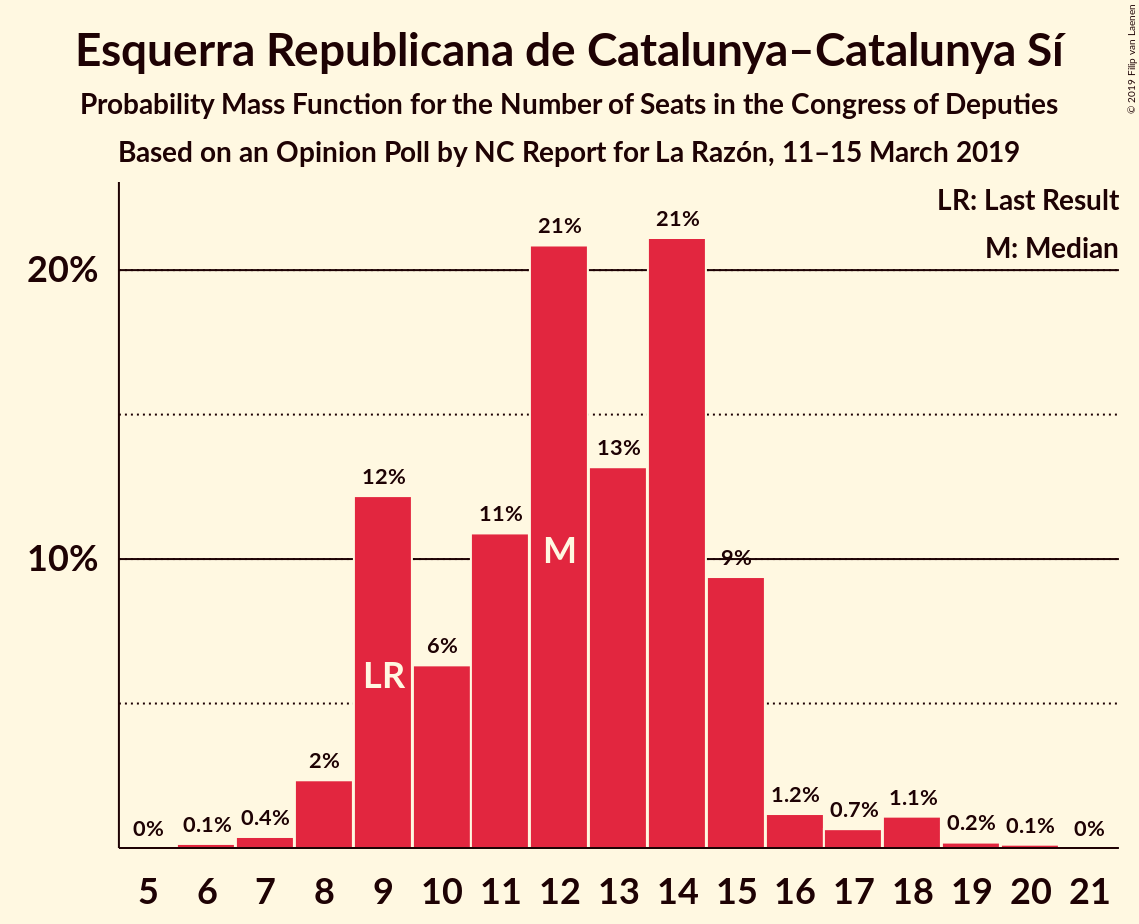 Esquerra Republicana de Catalunya–Catalunya Sí
Probability Mass Function for the Number of Seats in the Congress of Deputies
Based on an Opinion Poll by NC Report for La Razón, 11–15 March 2019
© 2019 Filip van Laenen
LR: Last Result
M: Median
20%
10%
0%
0.1%
0.4%
2%
12%
6%
11%
21%
13%
21%
9%
1.2%
0.7%
1.1%
0.2%
0.1%
0%
LR
M
5 6 7 8 9 10 11 12 13 14 15 16 17 18 19 20 21